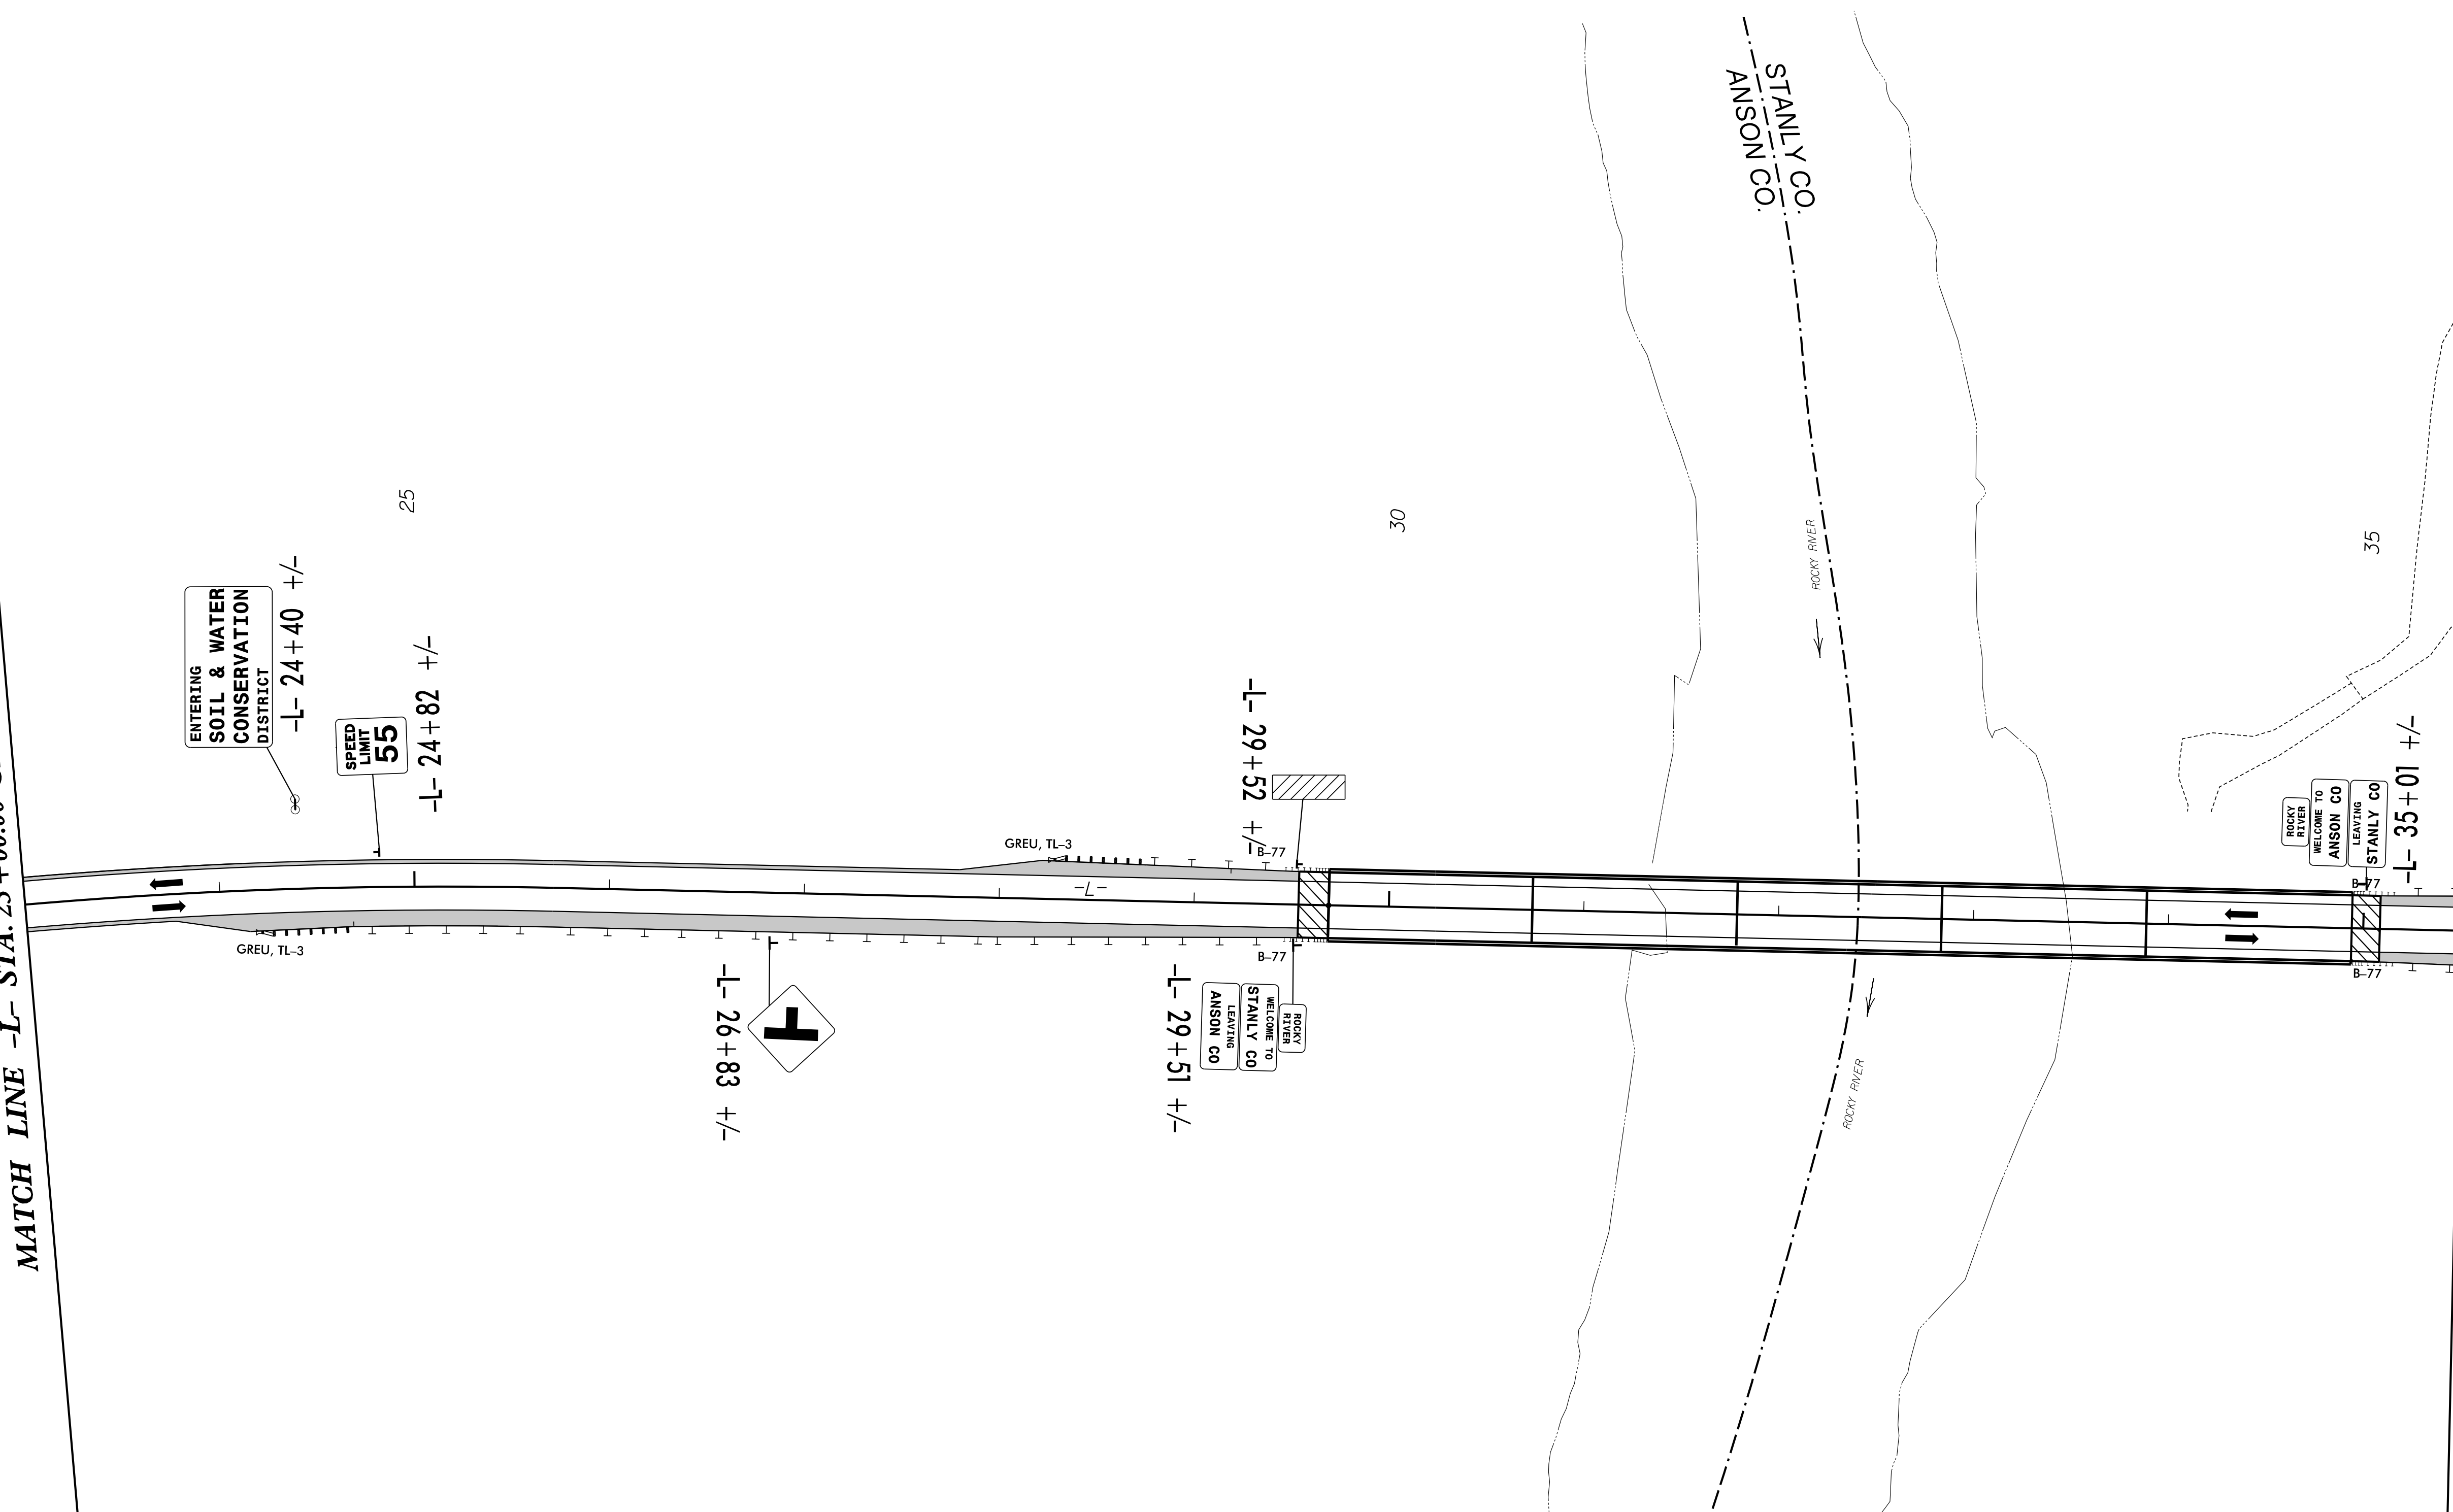 STANLY CO.
ANSON CO.
25
30
35
ROCKY RIVER
ENTERING
SOIL & WATER
CONSERVATION
DISTRICT
-L- 24+40 +/-
SPEED
LIMIT
55
-L- 24+82 +/-
-L- 29+52 +/-
ROCKY
RIVER
WELCOME TO
ANSON CO
LEAVING
STANLY CO
-L- 35+01 +/-
GREU, TL-3
B-77
B-77
-L-
GREU, TL-3
B-77
B-77
-L- 26+83 +/-
-L- 29+51 +/-
LEAVING
ANSON CO
WELCOME TO
STANLY CO
ROCKY
RIVER
ROCKY RIVER
MATCH LINE -L- STA. 23+00.00